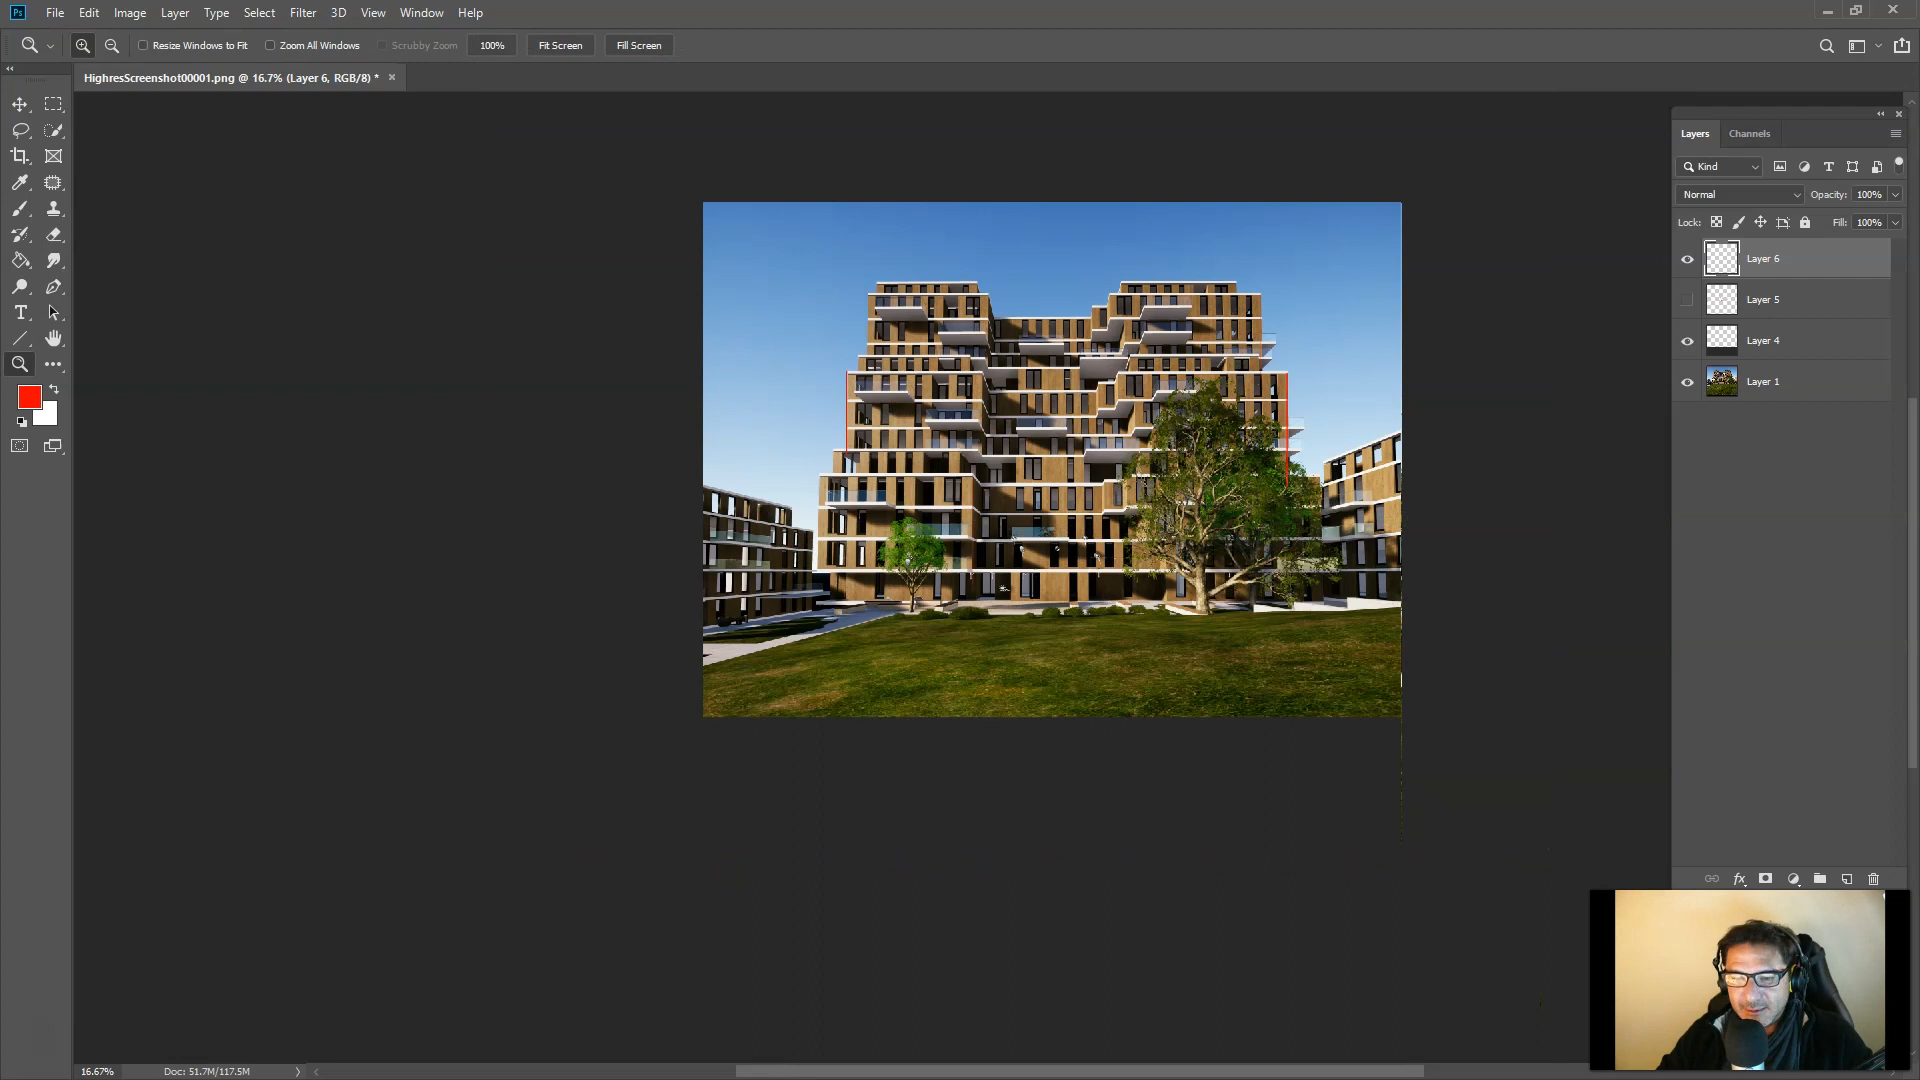 Ps File Edit Image Layer Type Select Filter 3D View Window Help
Resize Windows to Fit Zoom All Windows Scrubby Zoom 100% Fit Screen Fill Screen
HighresScreenshot00001.png @ 16.7% (Layer 6, RGB/8) *
Layers Channels
Kind
Normal Opacity: 100%
Lock: Fill: 100%
Layer 6
Layer 5
Layer 4
Layer 1
fx
16.67% Doc: 51.7M/117.5M